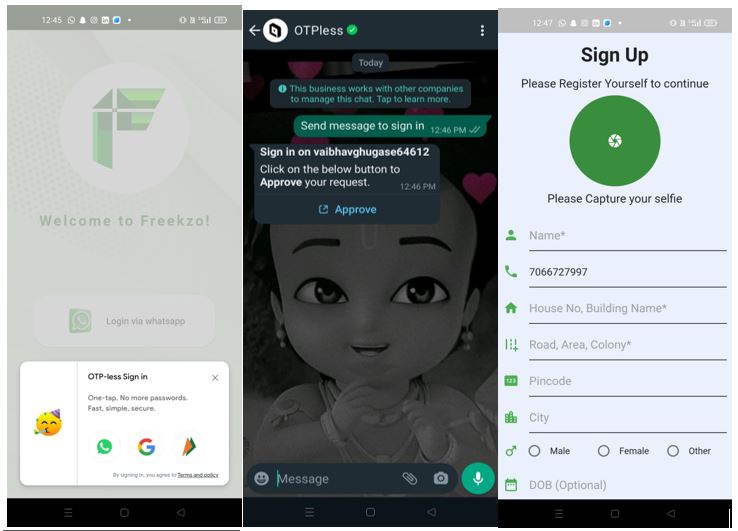 12:45
Welcome to Freekzo!
Login via whatsapp
OTP-less Sign in
One-tap. No more passwords.
Fast, simple, secure.
By signing in, you agree to Terms and policy
OTPless
Today
This business works with other companies
to manage this chat. Tap to learn more.
Send message to sign in 12:46 PM
Sign in on vaibhavghugase64612
Click on the below button to
Approve your request.
12:46 PM
Approve
Message
12:47
Sign Up
Please Register Yourself to continue
Please Capture your selfie
Name*
7066727997
House No, Building Name*
Road, Area, Colony*
123 Pincode
City
Male Female Other
DOB (Optional)